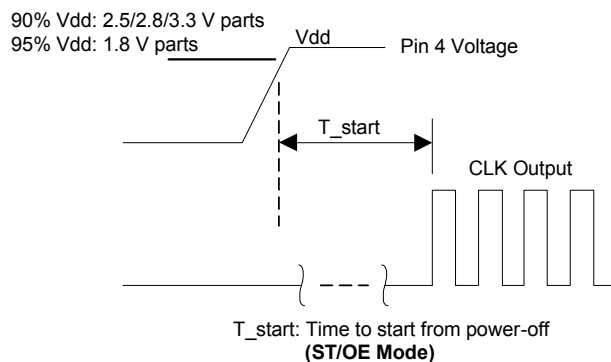 90% Vdd: 2.5/2.8/3.3 V parts
95% Vdd: 1.8 V parts
Vdd
Pin 4 Voltage
T_start
CLK Output
T_start: Time to start from power-off
(ST/OE Mode)